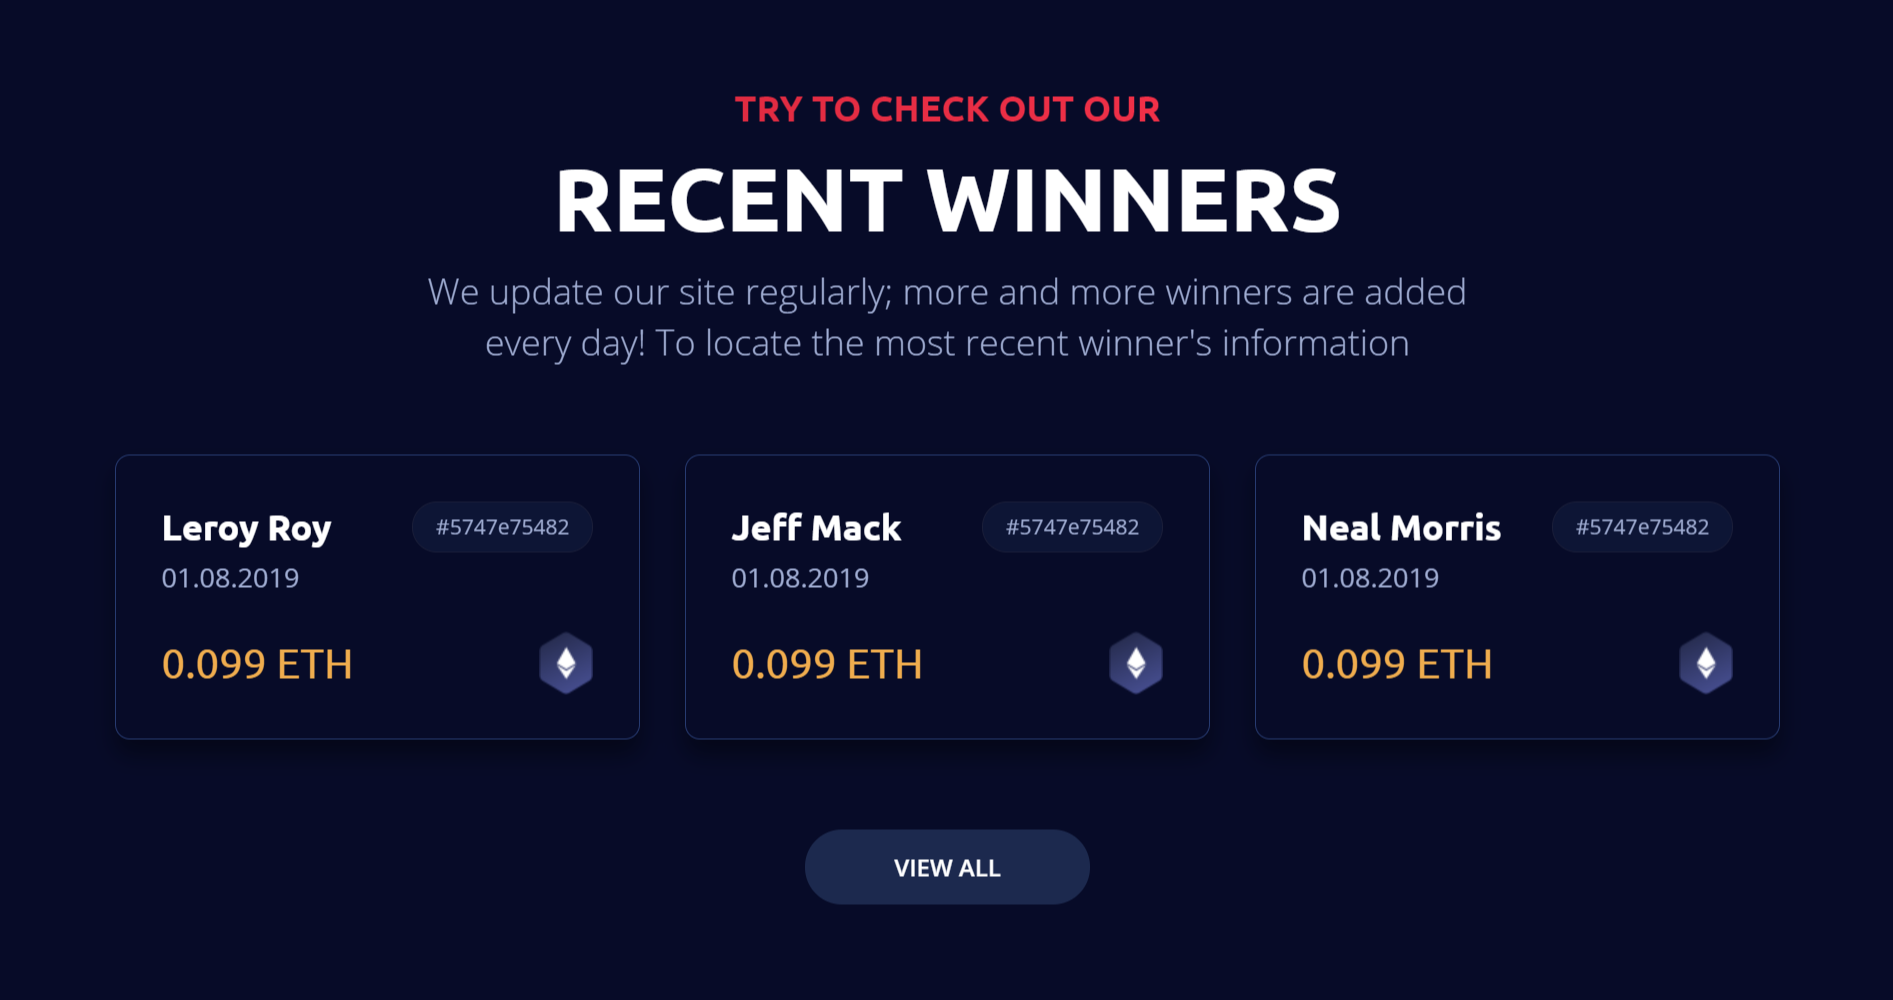 TRY TO CHECK OUT OUR
RECENT WINNERS
We update our site regularly; more and more winners are added
every day! To locate the most recent winner's information
Leroy Roy
#5747e75482
01.08.2019
0.099 ETH
Jeff Mack
#5747e75482
01.08.2019
0.099 ETH
Neal Morris
#5747e75482
01.08.2019
0.099 ETH
VIEW ALL